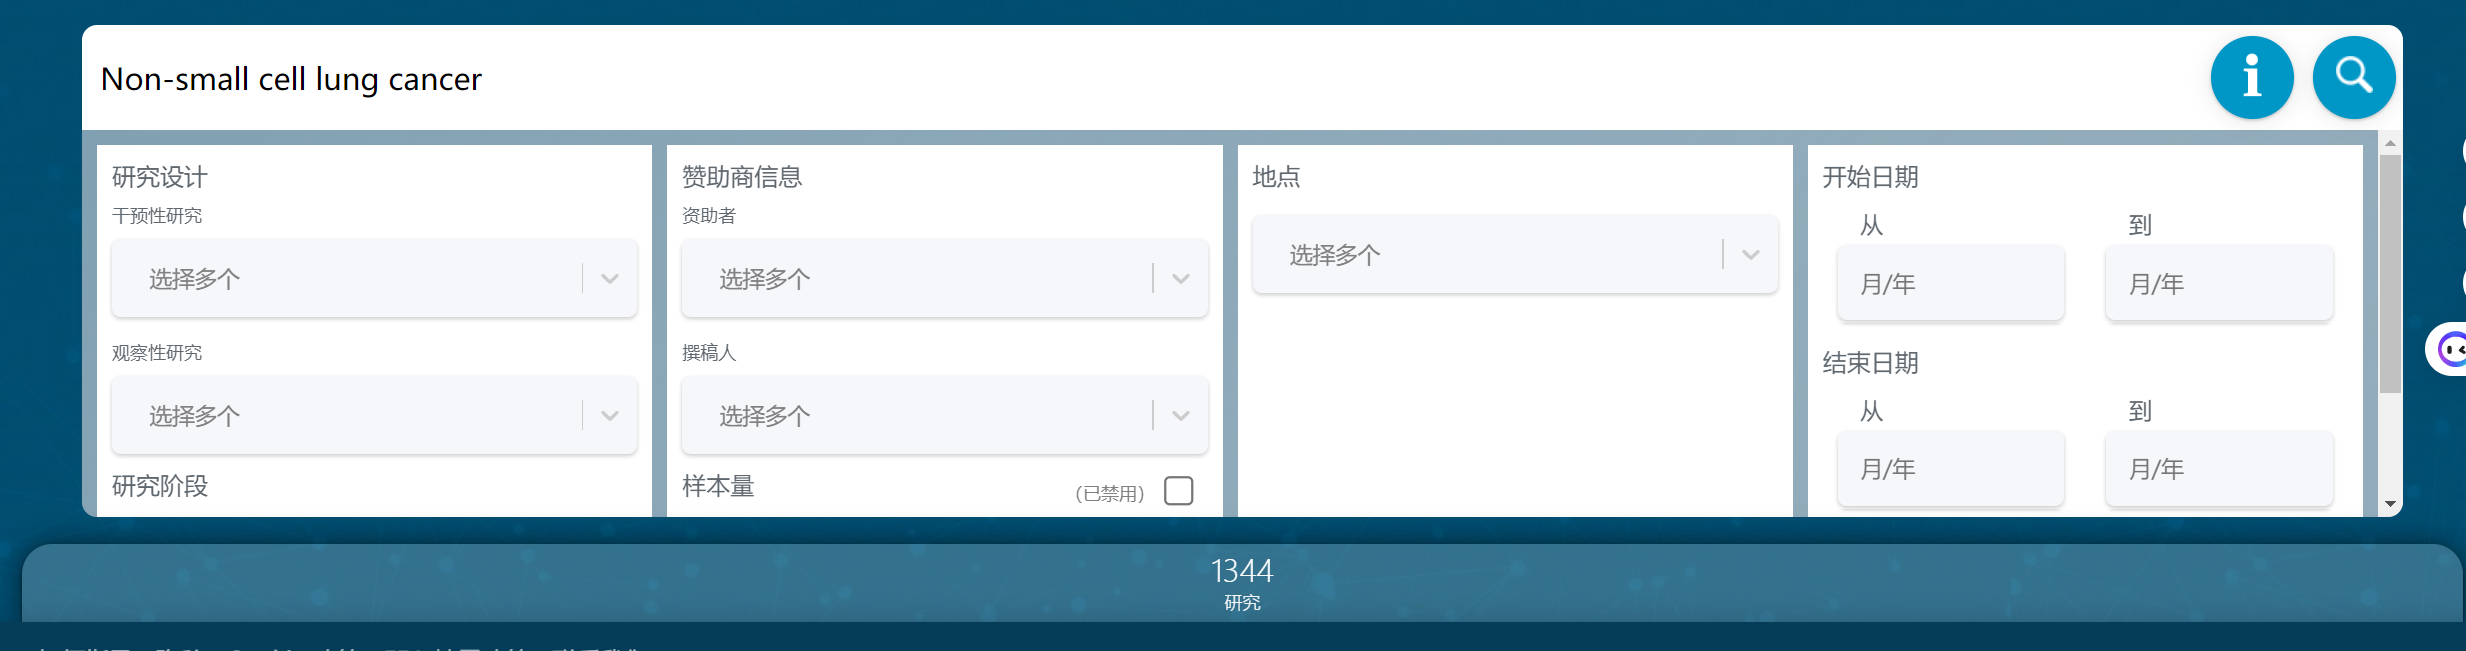 Non-small cell lung cancer
研究设计
干预性研究
选择多个
观察性研究
选择多个
研究阶段
赞助商信息
资助者
选择多个
撰稿人
选择多个
样本量
(已禁用)
地点
选择多个
开始日期
从
到
月/年
月/年
结束日期
从
到
月/年
月/年
1344
研究